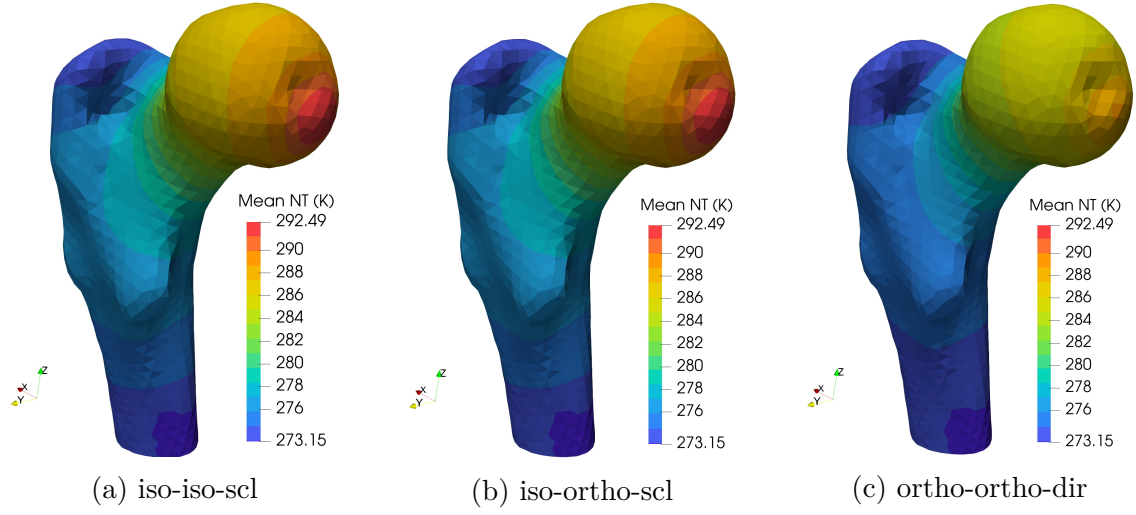 Mean NT (K)
292.49
290
288
286
284
282
280
278
276
273.15
Z
X
Y
(a) iso-iso-scl
Mean NT (K)
292.49
290
288
286
284
282
280
278
276
273.15
Z
X
Y
(b) iso-ortho-scl
Mean NT (K)
292.49
290
288
286
284
282
280
278
276
273.15
Z
X
Y
(c) ortho-ortho-dir